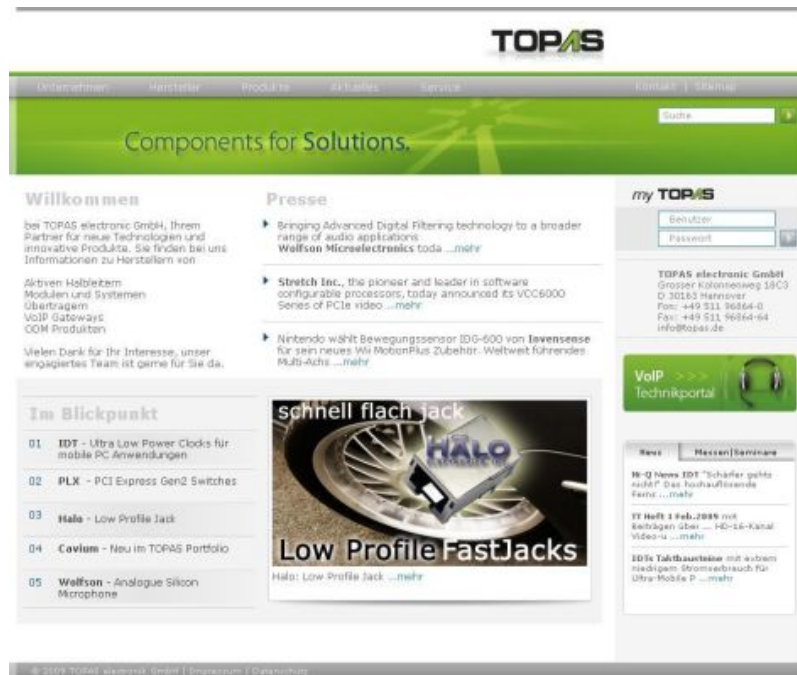 TOPAS
Unternehmen Hersteller Produkte Aktuelles Service
Kontakt | Sitemap
Suche
Components for Solutions.
Willkommen
bei TOPAS electronic GmbH, Ihrem
Partner für neue Technologien und
innovative Produkte. Sie finden bei uns
Informationen zu Herstellern von
Aktiven Halbleitern
Modulen und Systemen
Übertragern
VoIP Gateways
COM Produkten
Vielen Dank für Ihr Interesse, unser
engagiertes Team ist gerne für Sie da.
Presse
Bringing Advanced Digital Filtering technology to a broader
range of audio applications
Wolfson Microelectronics toda ...mehr
Stretch Inc., the pioneer and leader in software
configurable processors, today announced its VCC6000
Series of PCIe video ...mehr
Nintendo wählt Bewegungssensor IDG-600 von Invensense
für sein neues Wii MotionPlus Zubehör. Weltweit führendes
Multi-Achs ...mehr
my TOPAS
Benutzer
Passwort
TOPAS electronic GmbH
Grosser Kolonnenweg 18C3
D 30163 Hannover
Fon: +49 511 96864-0
Fax: +49 511 96864-64
info@topas.de
VoIP >>>
Technikportal
Im Blickpunkt
01 IDT - Ultra Low Power Clocks für
mobile PC Anwendungen
02 PLX - PCI Express Gen2 Switches
03 Halo - Low Profile Jack
04 Cavium - Neu im TOPAS Portfolio
05 Wolfson - Analogue Silicon
Microphone
schnell flach jack
HALO
Low Profile FastJacks
Halo: Low Profile Jack ...mehr
News Messen|Seminare
Hi-Q News IDT "Schärfer gehts
nicht!" Das hochauflösende
Ferns ...mehr
IT Heft 1 Feb.2009 mit
Beiträgen über ... HD-16-Kanal
Video-u ...mehr
IDTs Taktbausteine mit extrem
niedrigem Stromverbrauch für
Ultra-Mobile P ...mehr
© 2009 TOPAS electronic GmbH | Impressum | Datenschutz